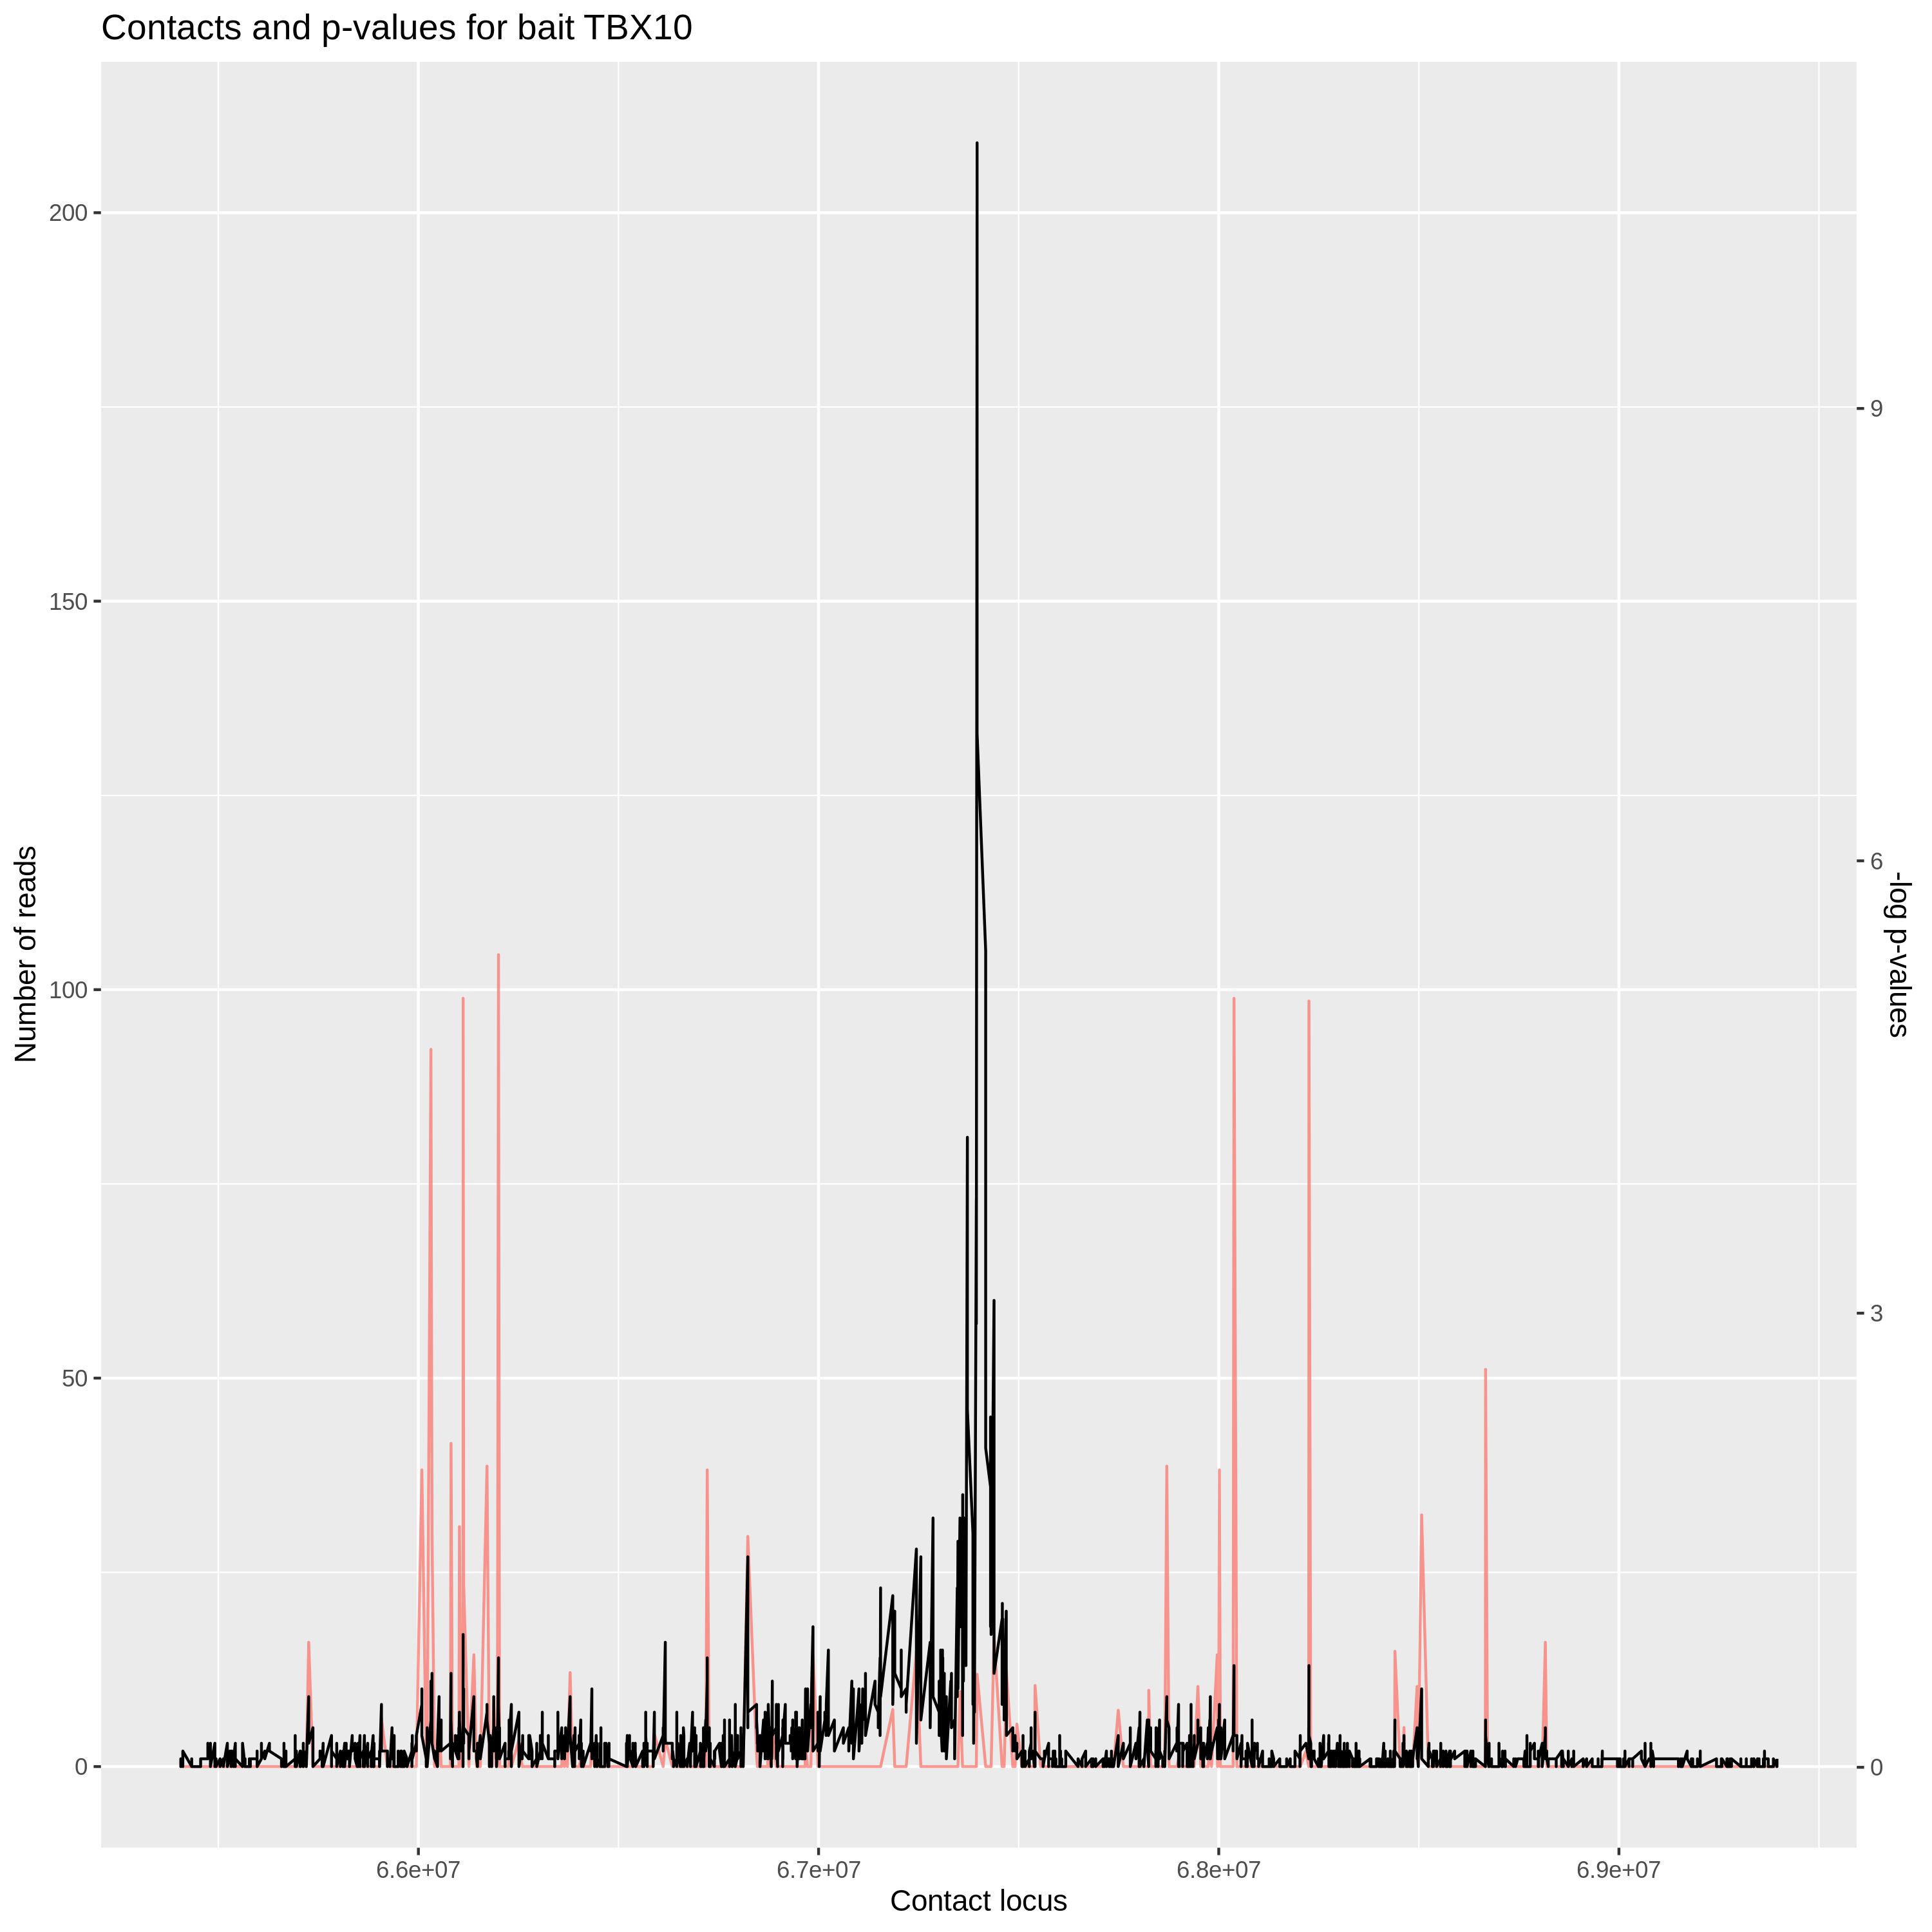 Contacts and p-values for bait TBX10
Number of reads
200
150
100
50
0
9
6
3
0
-log p-values
6.6e+07
6.7e+07
6.8e+07
6.9e+07
Contact locus